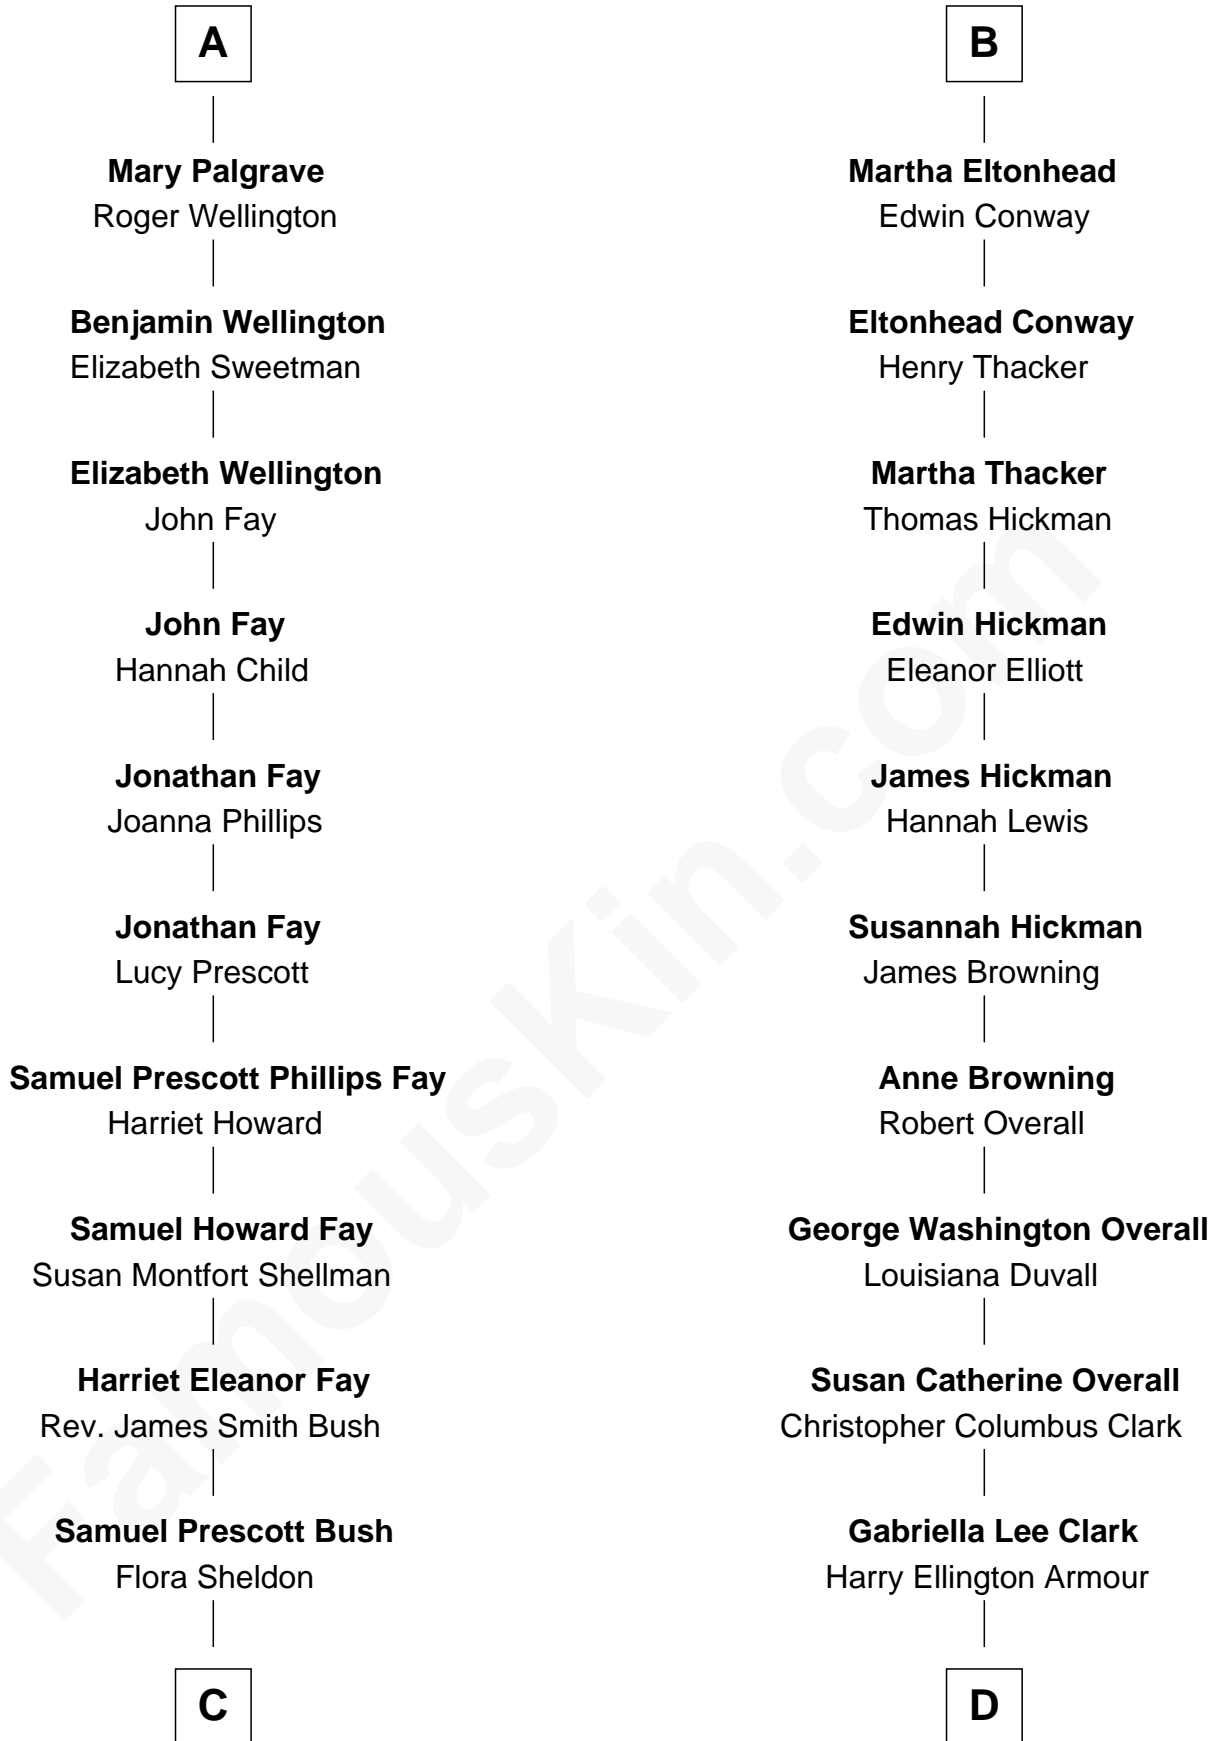 A
Mary Palgrave
Roger Wellington
Benjamin Wellington
Elizabeth Sweetman
Elizabeth Wellington
John Fay
John Fay
Hannah Child
Jonathan Fay
Joanna Phillips
Jonathan Fay
Lucy Prescott
Samuel Prescott Phillips Fay
Harriet Howard
Samuel Howard Fay
Susan Montfort Shellman
Harriet Eleanor Fay
Rev. James Smith Bush
Samuel Prescott Bush
Flora Sheldon
C
B
Martha Eltonhead
Edwin Conway
Eltonhead Conway
Henry Thacker
Martha Thacker
Thomas Hickman
Edwin Hickman
Eleanor Elliott
James Hickman
Hannah Lewis
Susannah Hickman
James Browning
Anne Browning
Robert Overall
George Washington Overall
Louisiana Duvall
Susan Catherine Overall
Christopher Columbus Clark
Gabriella Lee Clark
Harry Ellington Armour
D
FamousKin.com